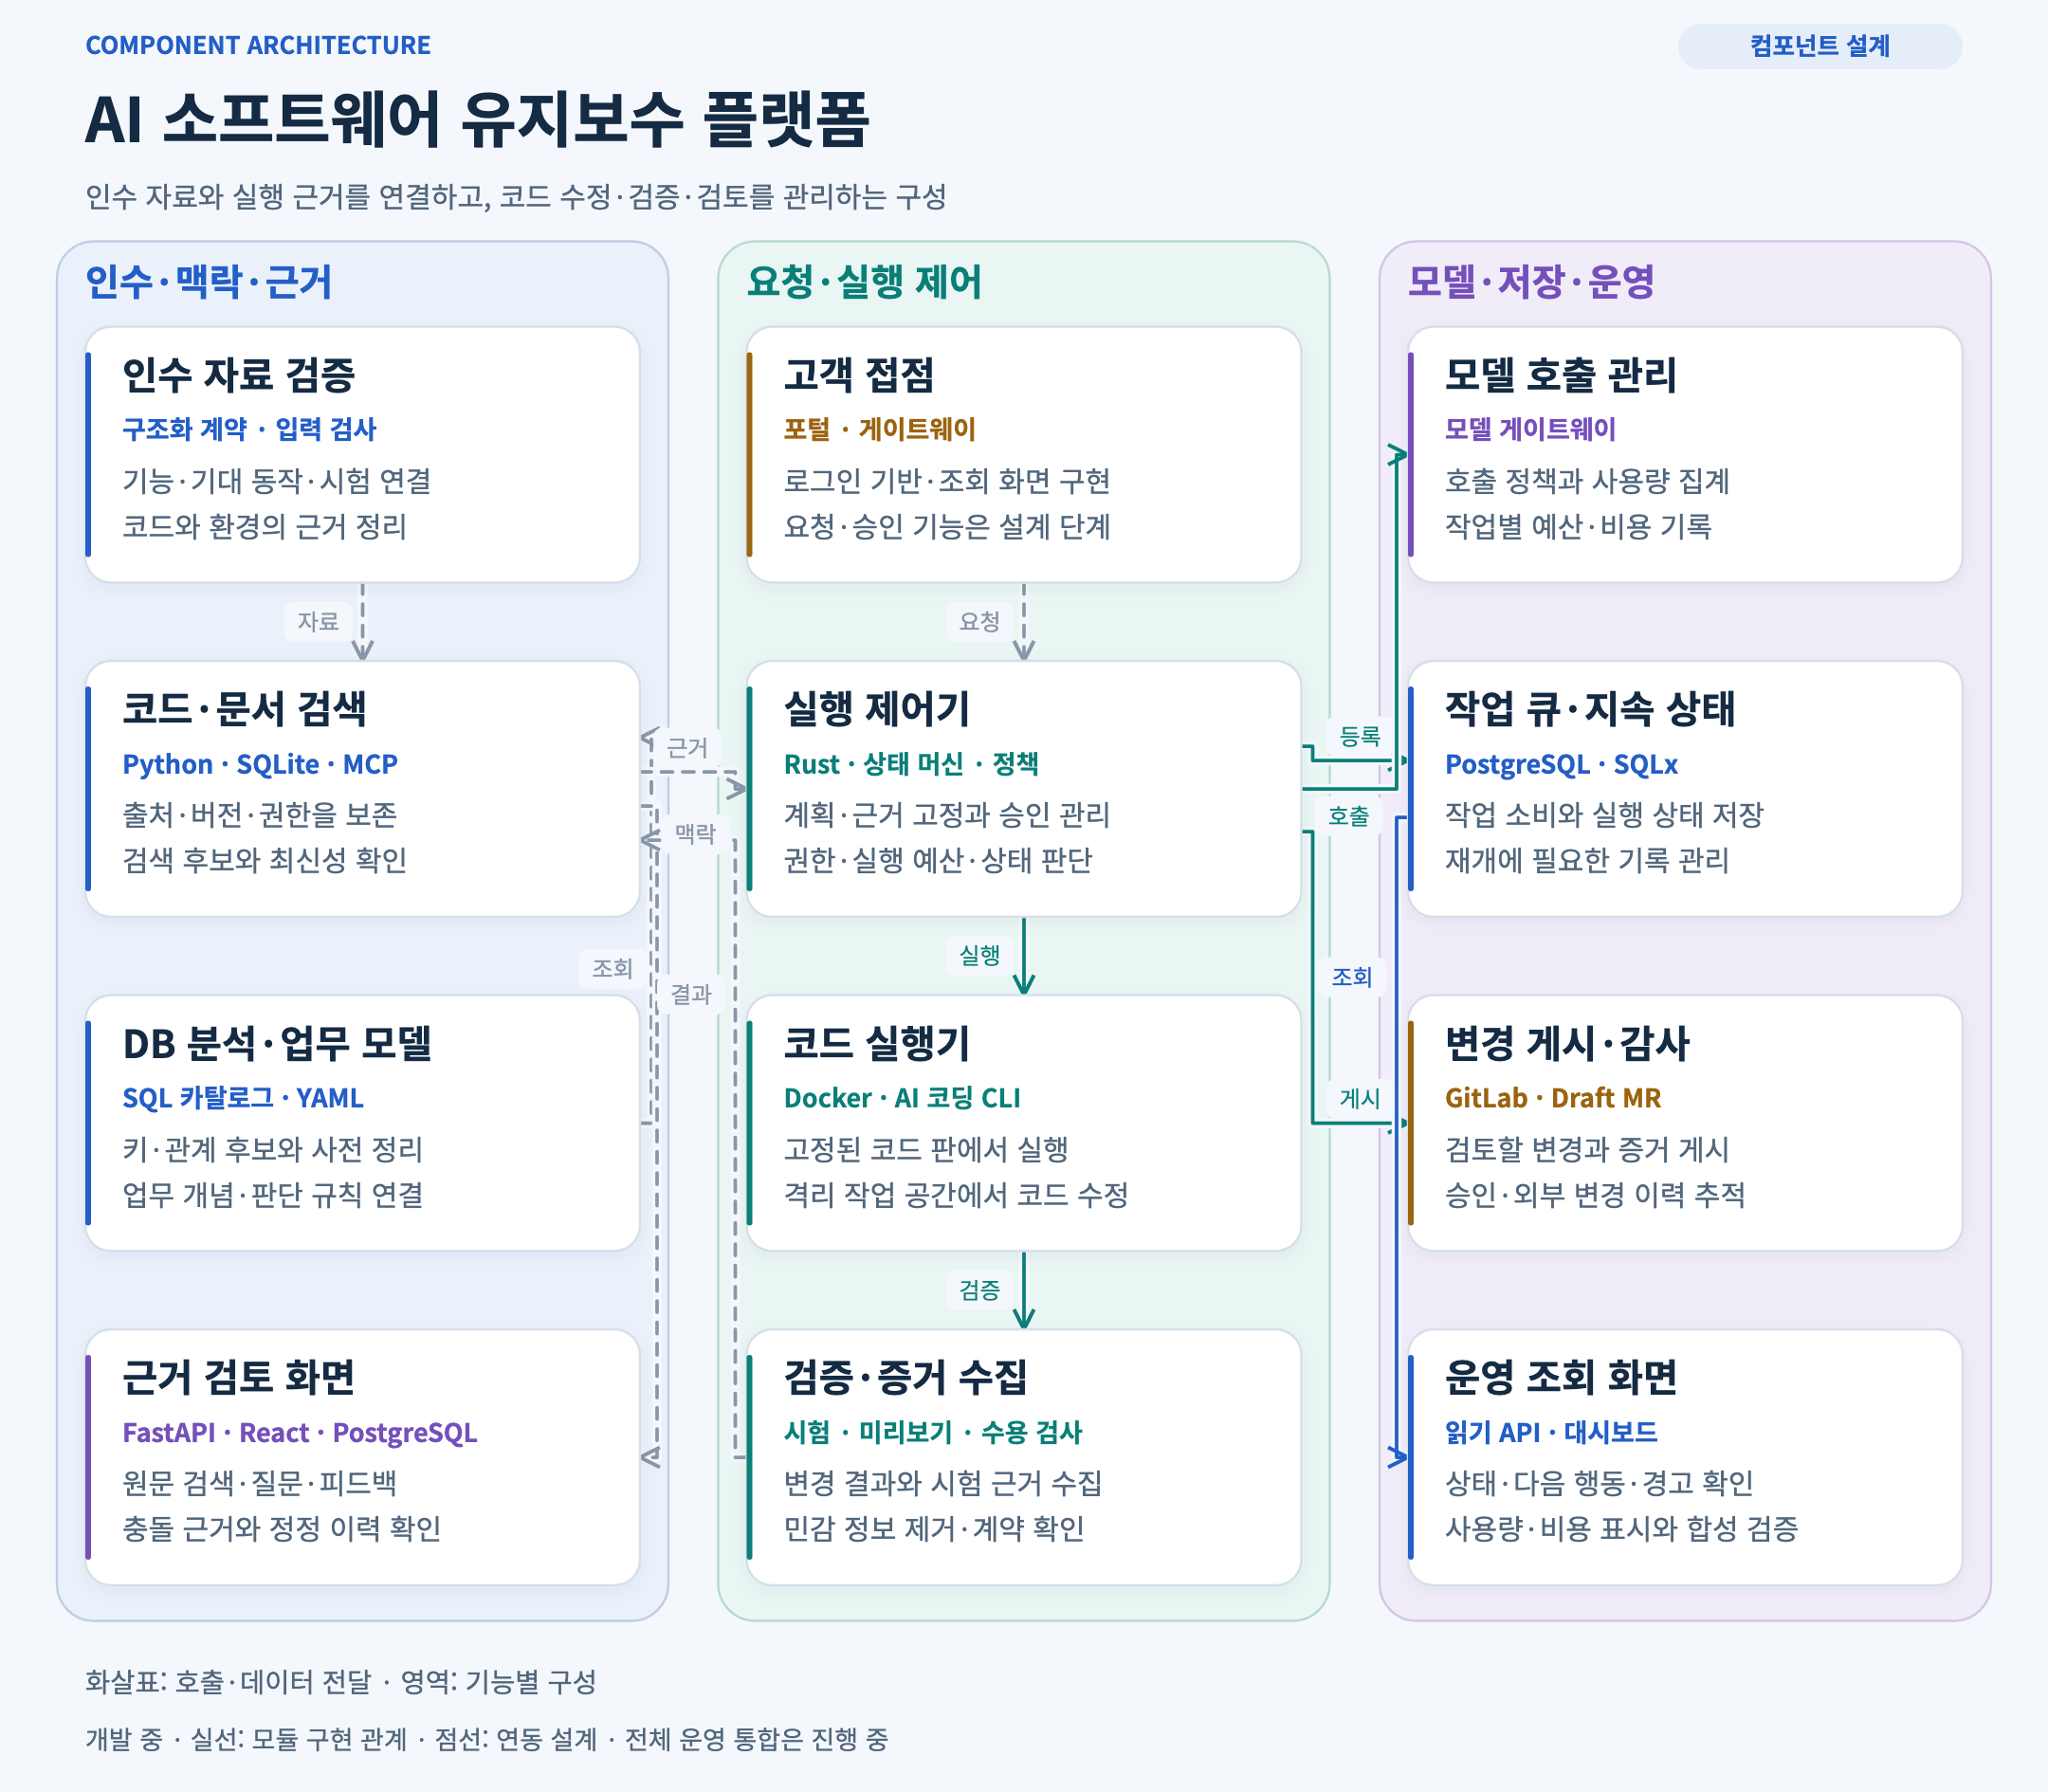 COMPONENT ARCHITECTURE
컴포넌트 설계
AI 소프트웨어 유지보수 플랫폼
인수 자료와 실행 근거를 연결하고, 코드 수정·검증·검토를 관리하는 구성
인수·맥락·근거
인수 자료 검증
구조화 계약 · 입력 검사
기능·기대 동작·시험 연결
코드와 환경의 근거 정리
자료
코드·문서 검색
Python · SQLite · MCP
출처·버전·권한을 보존
검색 후보와 최신성 확인
DB 분석·업무 모델
SQL 카탈로그 · YAML
키·관계 후보와 사전 정리
업무 개념·판단 규칙 연결
근거 검토 화면
FastAPI · React · PostgreSQL
원문 검색·질문·피드백
충돌 근거와 정정 이력 확인
근거
맥락
조회
결과
요청·실행 제어
고객 접점
포털 · 게이트웨이
로그인 기반·조회 화면 구현
요청·승인 기능은 설계 단계
요청
실행 제어기
Rust · 상태 머신 · 정책
계획·근거 고정과 승인 관리
권한·실행 예산·상태 판단
실행
코드 실행기
Docker · AI 코딩 CLI
고정된 코드 판에서 실행
격리 작업 공간에서 코드 수정
검증
검증·증거 수집
시험 · 미리보기 · 수용 검사
변경 결과와 시험 근거 수집
민감 정보 제거·계약 확인
등록
호출
조회
게시
모델·저장·운영
모델 호출 관리
모델 게이트웨이
호출 정책과 사용량 집계
작업별 예산·비용 기록
작업 큐·지속 상태
PostgreSQL · SQLx
작업 소비와 실행 상태 저장
재개에 필요한 기록 관리
변경 게시·감사
GitLab · Draft MR
검토할 변경과 증거 게시
승인·외부 변경 이력 추적
운영 조회 화면
읽기 API · 대시보드
상태·다음 행동·경고 확인
사용량·비용 표시와 합성 검증
화살표: 호출·데이터 전달 · 영역: 기능별 구성
개발 중 · 실선: 모듈 구현 관계 · 점선: 연동 설계 · 전체 운영 통합은 진행 중